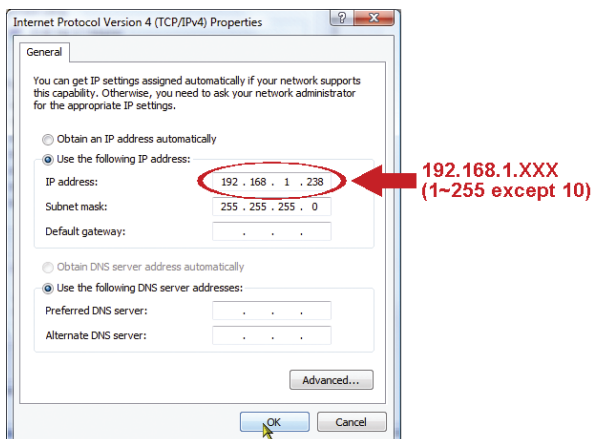 Internet Protocol Version 4 (TCP/IPv4) Properties
General
You can get IP settings assigned automatically if your network supports
this capability. Otherwise, you need to ask your network administrator
for the appropriate IP settings.
Obtain an IP address automatically
Use the following IP address:
IP address: 192 . 168 . 1 . 238
192.168.1.XXX
(1~255 except 10)
Subnet mask: 255 . 255 . 255 . 0
Default gateway: . . .
Obtain DNS server address automatically
Use the following DNS server addresses:
Preferred DNS server: . . .
Alternate DNS server: . . .
Advanced...
OK Cancel